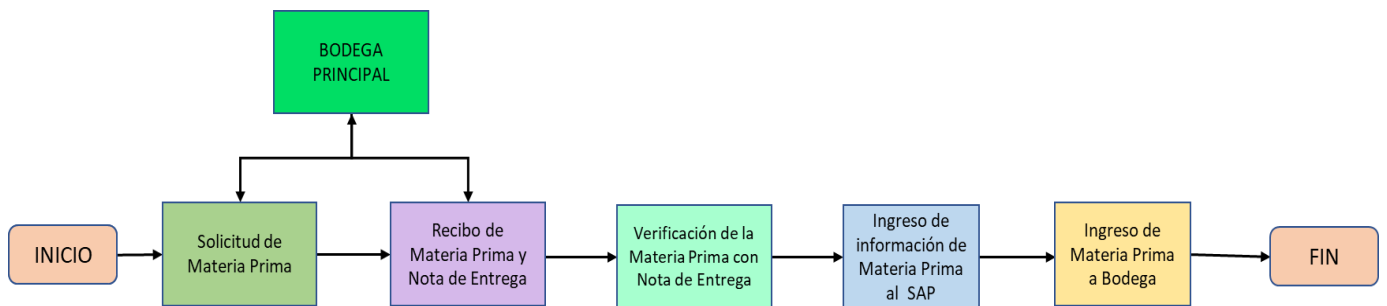 BODEGA
PRINCIPAL
INICIO
Solicitud de
Materia Prima
Recibo de
Materia Prima y
Nota de Entrega
Verificación de la
Materia Prima con
Nota de Entrega
Ingreso de
información de
Materia Prima
al SAP
Ingreso de
Materia Prima
a Bodega
FIN